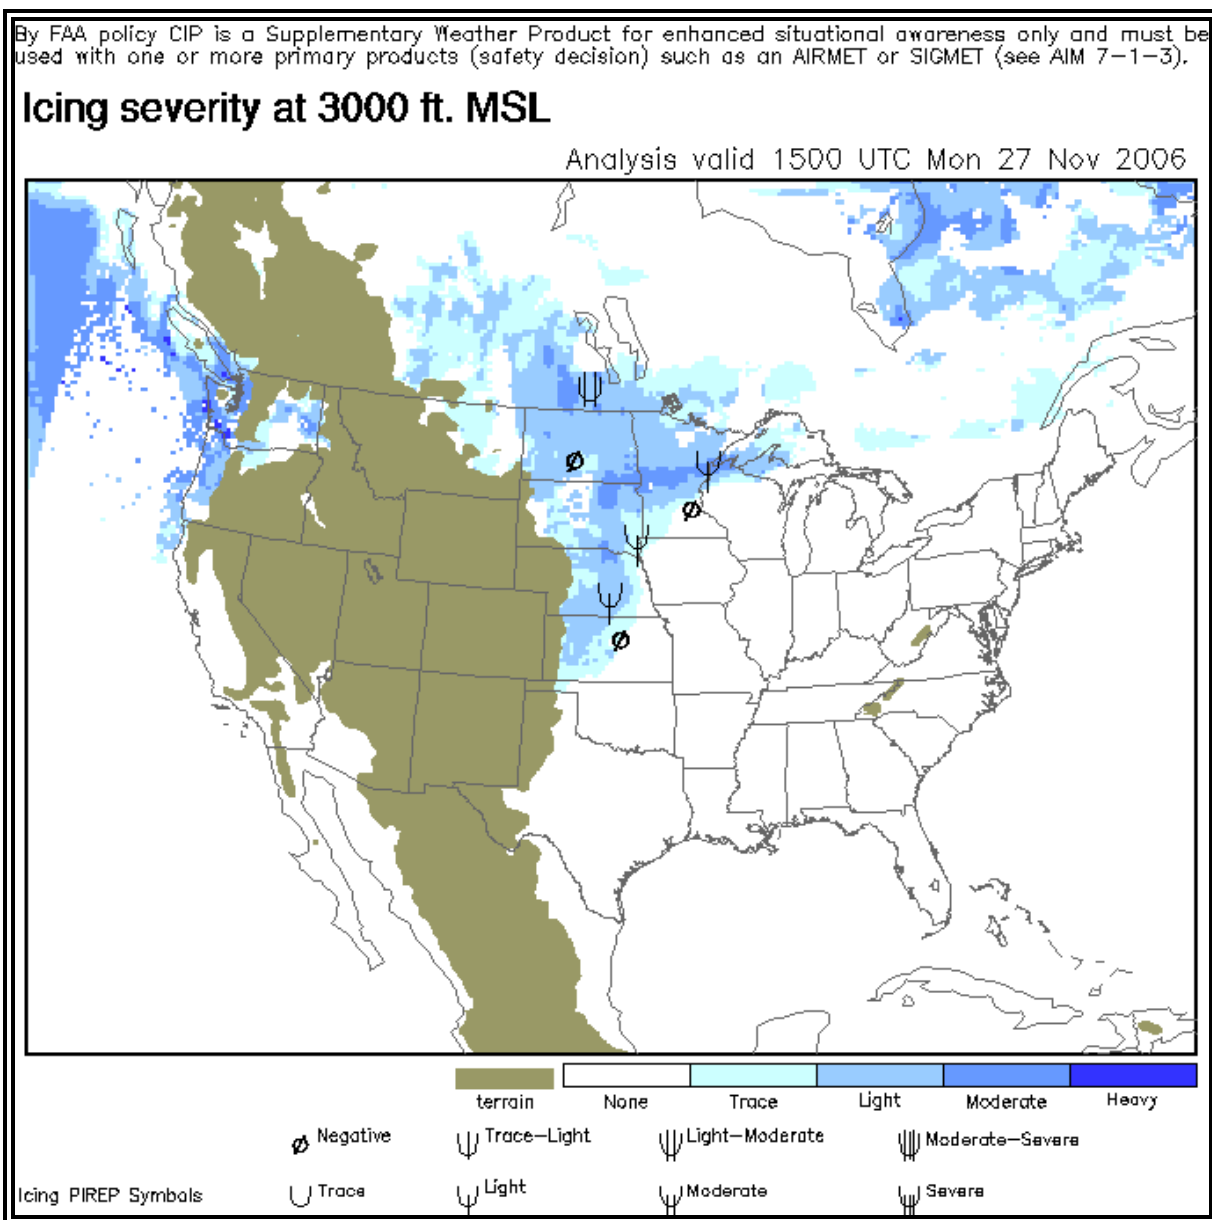 By FAA policy CIP is a Supplementary Weather Product for enhanced situational awareness only and must be
used with one or more primary products (safety decision) such as an AIRMET or SIGMET (see AIM 7-1-3).
Icing severity at 3000 ft. MSL
Analysis valid 1500 UTC Mon 27 Nov 2006
terrain None Trace Light Moderate Heavy
Negative Trace-Light Light-Moderate Moderate-Severe
Icing PIREP Symbols Trace Light Moderate Severe